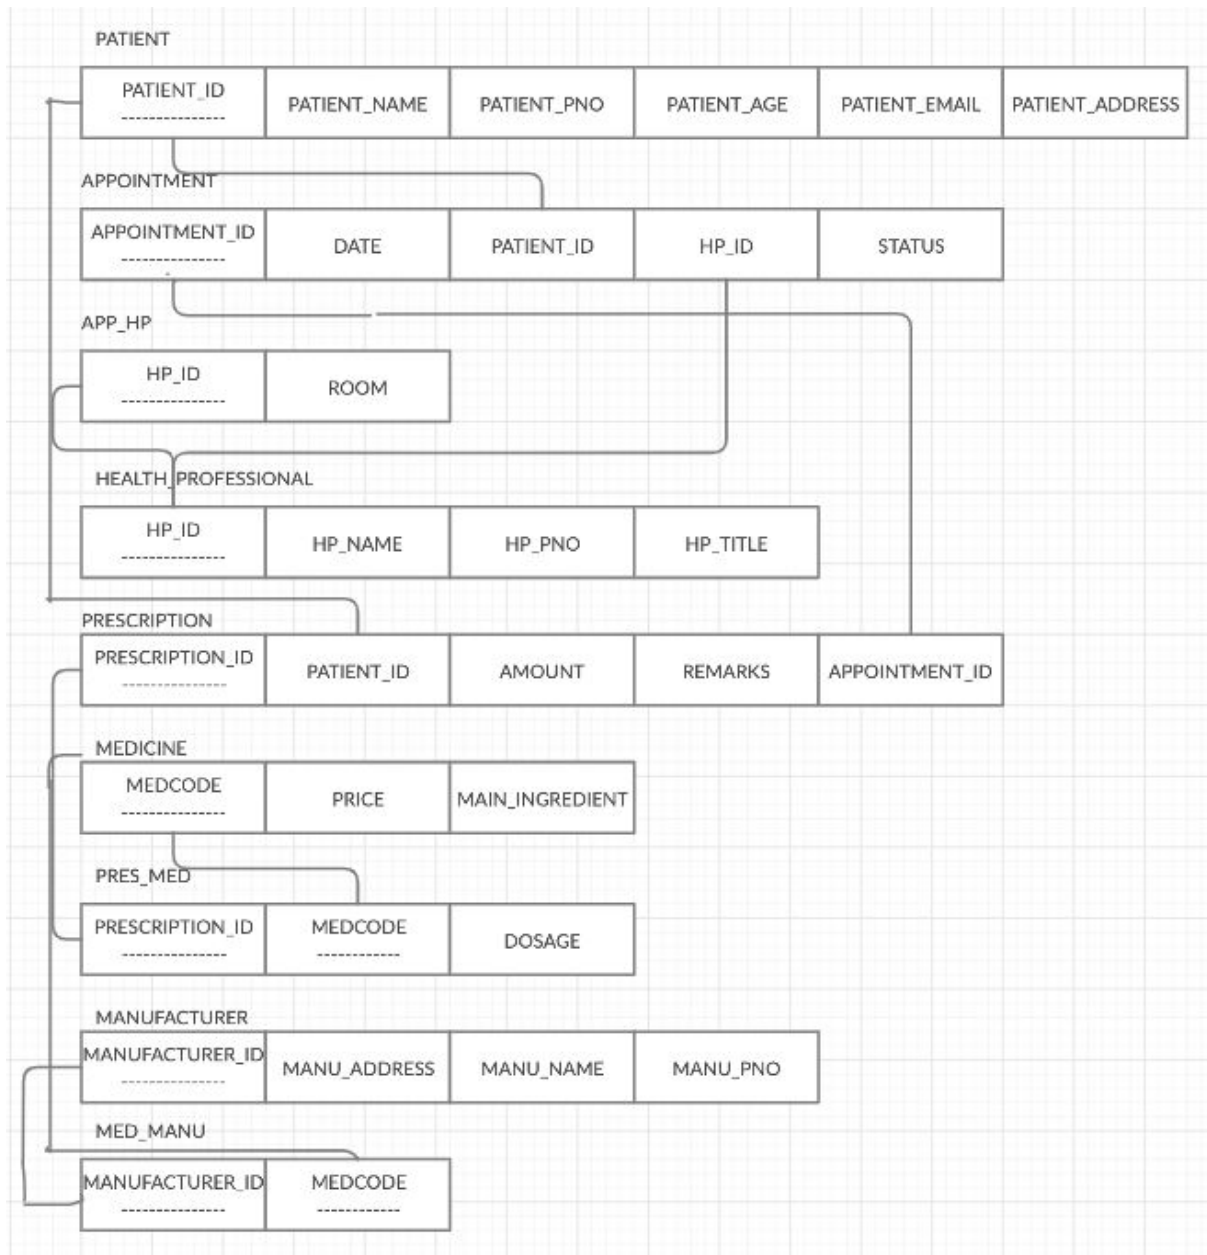 PATIENT
PATIENT_ID PATIENT_NAME PATIENT_PNO PATIENT_AGE PATIENT_EMAIL PATIENT_ADDRESS
APPOINTMENT
APPOINTMENT_ID DATE PATIENT_ID HP_ID STATUS
APP_HP
HP_ID ROOM
HEALTH_PROFESSIONAL
HP_ID HP_NAME HP_PNO HP_TITLE
PRESCRIPTION
PRESCRIPTION_ID PATIENT_ID AMOUNT REMARKS APPOINTMENT_ID
MEDICINE
MEDCODE PRICE MAIN_INGREDIENT
PRES_MED
PRESCRIPTION_ID MEDCODE DOSAGE
MANUFACTURER
MANUFACTURER_ID MANU_ADDRESS MANU_NAME MANU_PNO
MED_MANU
MANUFACTURER_ID MEDCODE